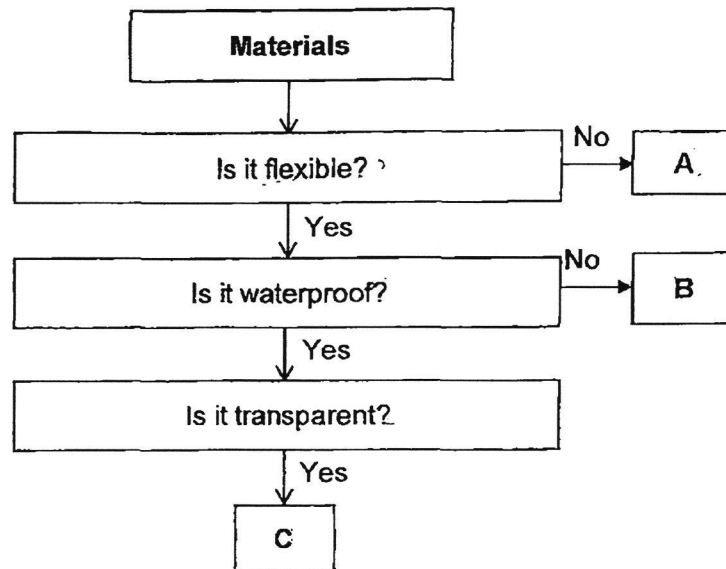 Materials
Is it flexible?
No
A
Yes
Is it waterproof?
No
B
Yes
Is it transparent?
Yes
C